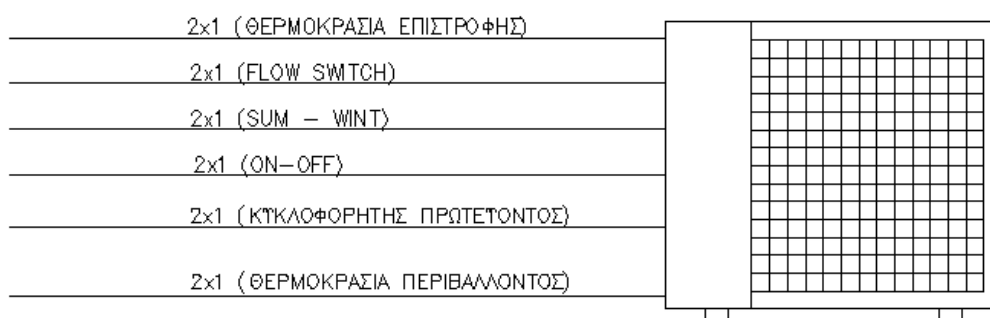 2x1 (ΘΕΡΜΟΚΡΑΣΙΑ ΕΠΙΣΤΡΟΦΗΣ)
2x1 (FLOW SWITCH)
2x1 (SUM – WINT)
2x1 (ON–OFF)
2x1 (ΚΥΚΛΟΦΟΡΗΤΗΣ ΠΡΩΤΕΥΟΝΤΟΣ)
2x1 (ΘΕΡΜΟΚΡΑΣΙΑ ΠΕΡΙΒΑΛΛΟΝΤΟΣ)